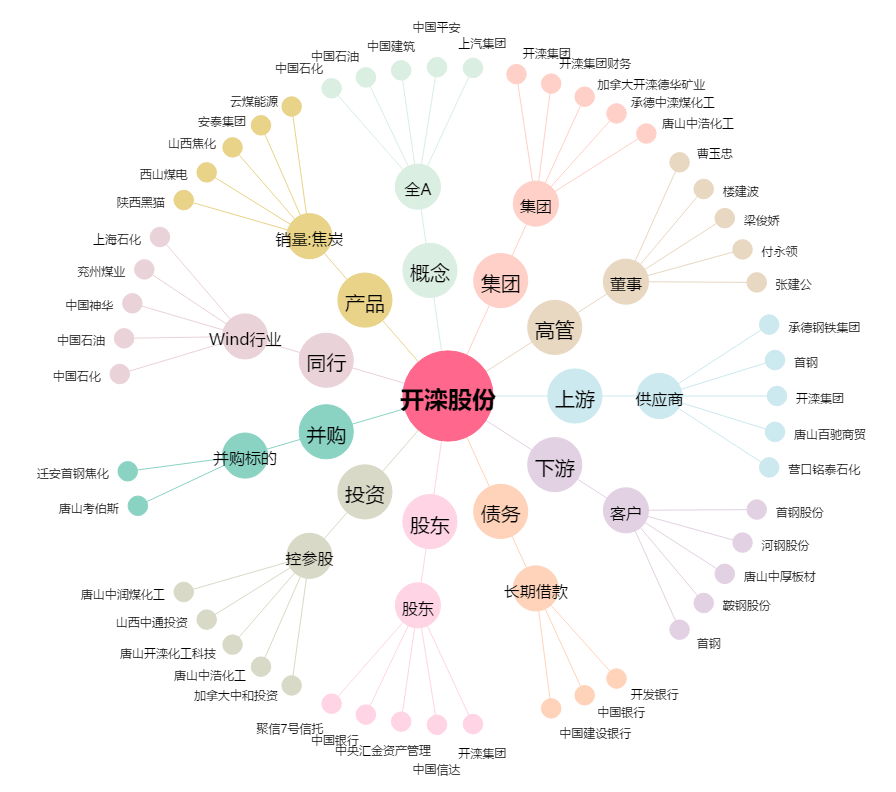 中国平安
上汽集团
中国建筑
中国石油
中国石化
开滦集团
开滦集团财务
加拿大开滦德华矿业
承德中滦煤化工
唐山中浩化工
云煤能源
安泰集团
山西焦化
西山煤电
陕西黑猫
全A
集团
曹玉忠
楼建波
梁俊娇
付永领
张建公
上海石化
兖州煤业
中国神华
中国石油
中国石化
销量:焦炭
概念
集团
董事
产品
高管
Wind行业
同行
承德钢铁集团
首钢
开滦集团
唐山百驰商贸
营口铭泰石化
开滦股份
上游
供应商
并购
并购标的
迁安首钢焦化
唐山考伯斯
下游
客户
首钢股份
河钢股份
唐山中厚板材
鞍钢股份
首钢
投资
股东
债务
控参股
唐山中润煤化工
山西中通投资
唐山开滦化工科技
唐山中浩化工
加拿大中和投资
股东
长期借款
聚信7号信托
中国银行
中央汇金资产管理
中国信达
开滦集团
开发银行
中国银行
中国建设银行